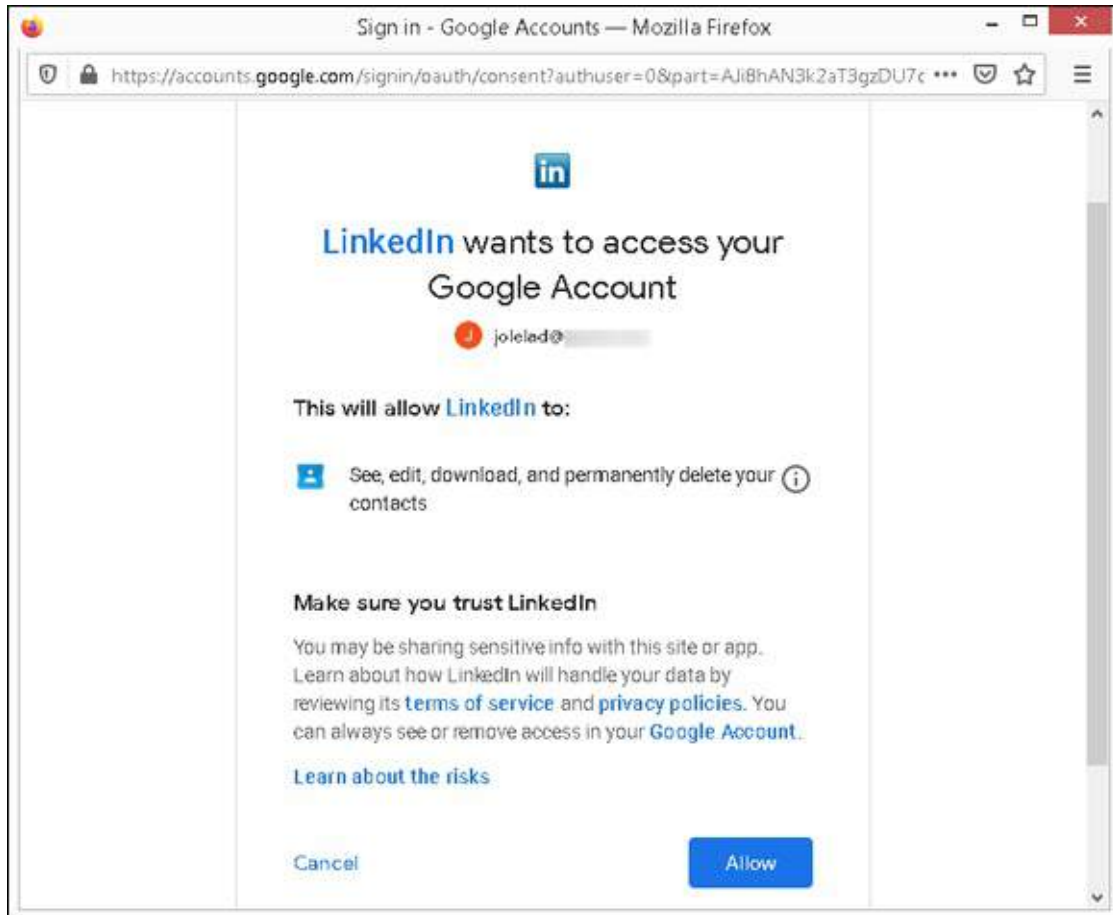 Sign in - Google Accounts — Mozilla Firefox
https://accounts.google.com/signin/oauth/consent?authuser=0&part=AJi8hAN3k2aT3gzDU7c
in
LinkedIn wants to access your
Google Account
J jolelad@
This will allow LinkedIn to:
See, edit, download, and permanently delete your
contacts
Make sure you trust LinkedIn
You may be sharing sensitive info with this site or app.
Learn about how LinkedIn will handle your data by
reviewing its terms of service and privacy policies. You
can always see or remove access in your Google Account.
Learn about the risks
Cancel Allow